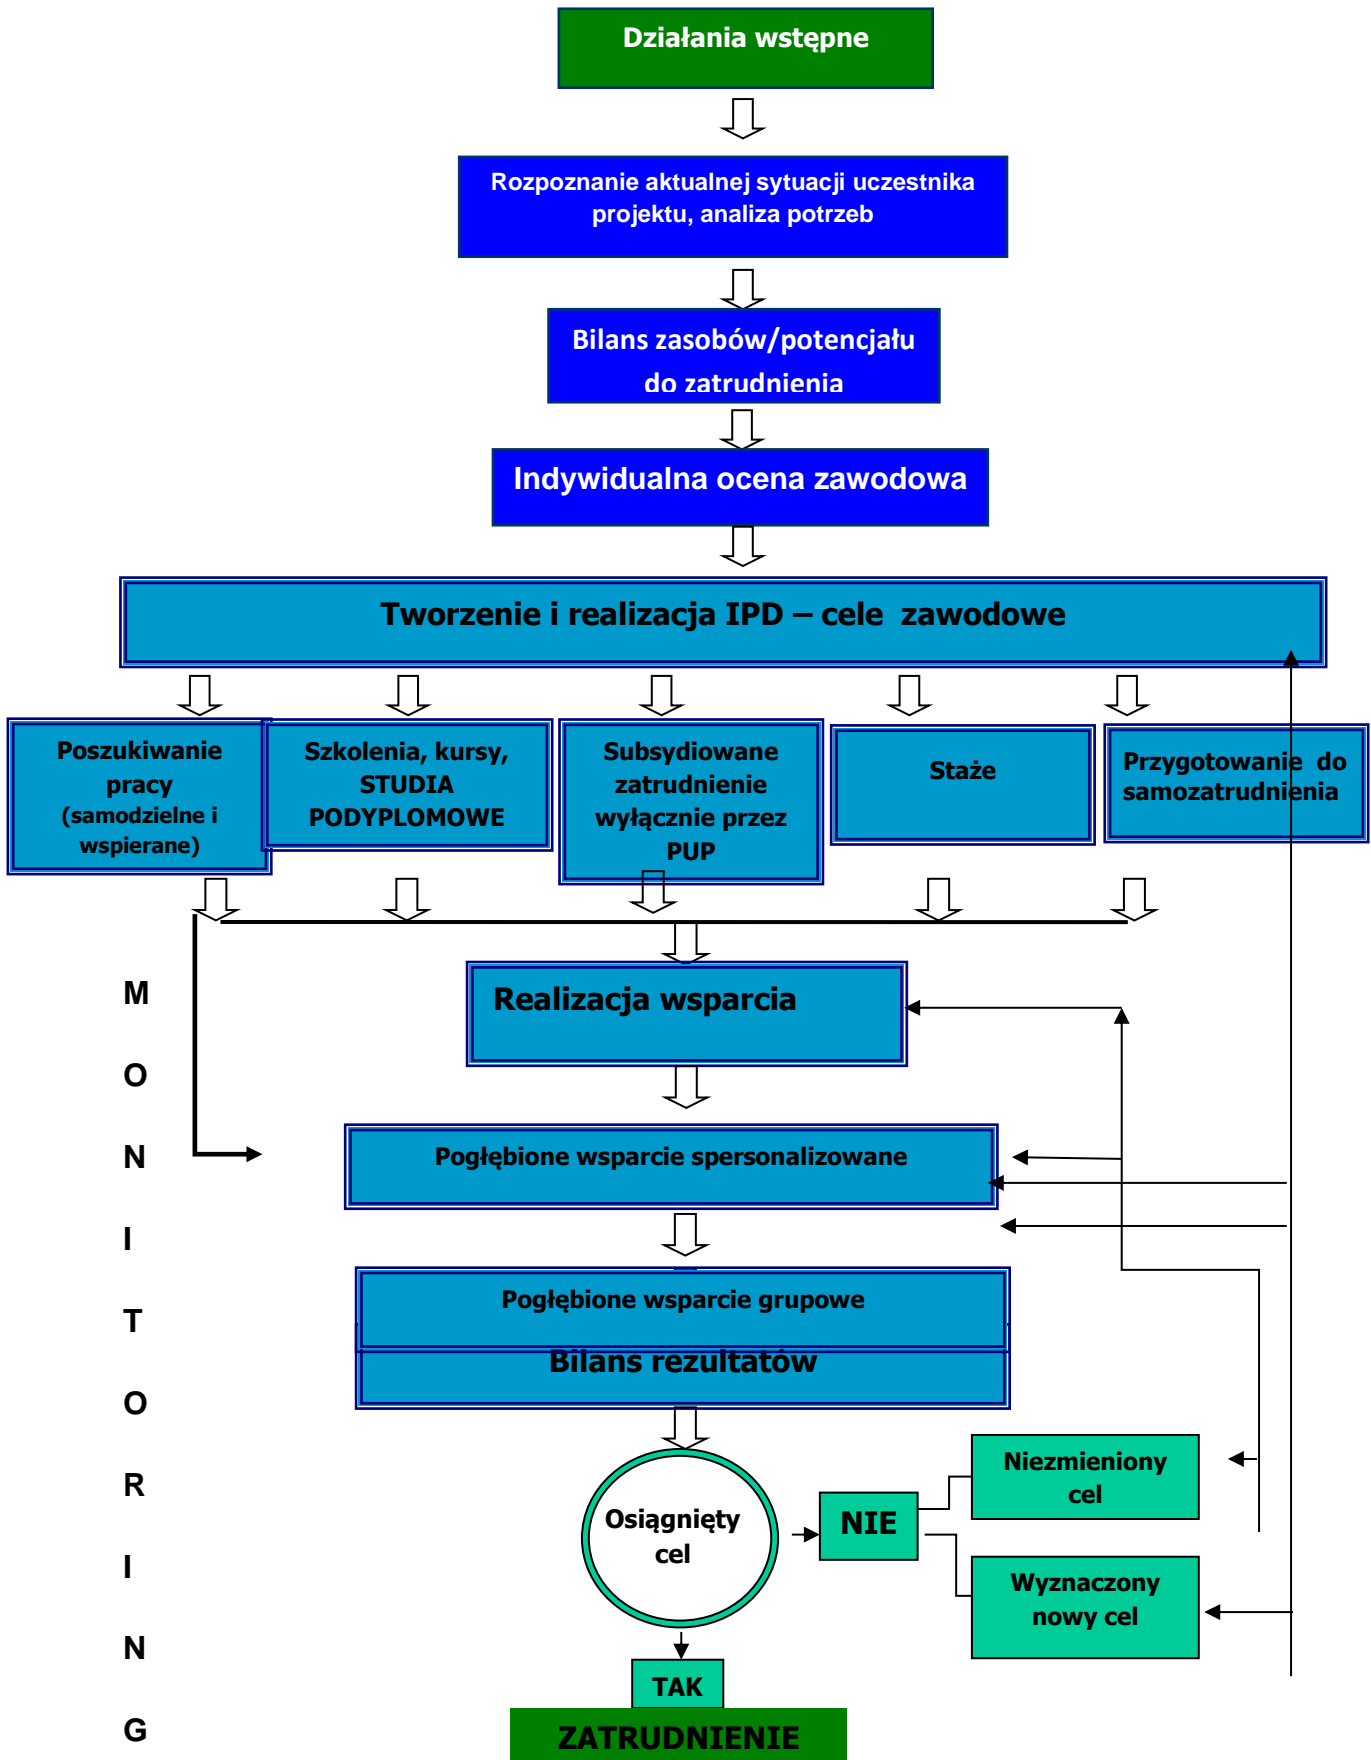 Działania wstępne
Rozpoznanie aktualnej sytuacji uczestnika
projektu, analiza potrzeb
Bilans zasobów/potencjału
do zatrudnienia
Indywidualna ocena zawodowa
Tworzenie i realizacja IPD – cele zawodowe
Poszukiwanie
pracy
(samodzielne i
wspierane)
Szkolenia, kursy,
STUDIA
PODYPLOMOWE
Subsydiowane
zatrudnienie
wyłącznie przez
PUP
Staże
Przygotowanie do
samozatrudnienia
Realizacja wsparcia
Pogłębione wsparcie spersonalizowane
Pogłębione wsparcie grupowe
Bilans rezultatów
Osiągnięty
cel
NIE
Niezmieniony
cel
Wyznaczony
nowy cel
TAK
ZATRUDNIENIE
M
O
N
I
T
O
R
I
N
G